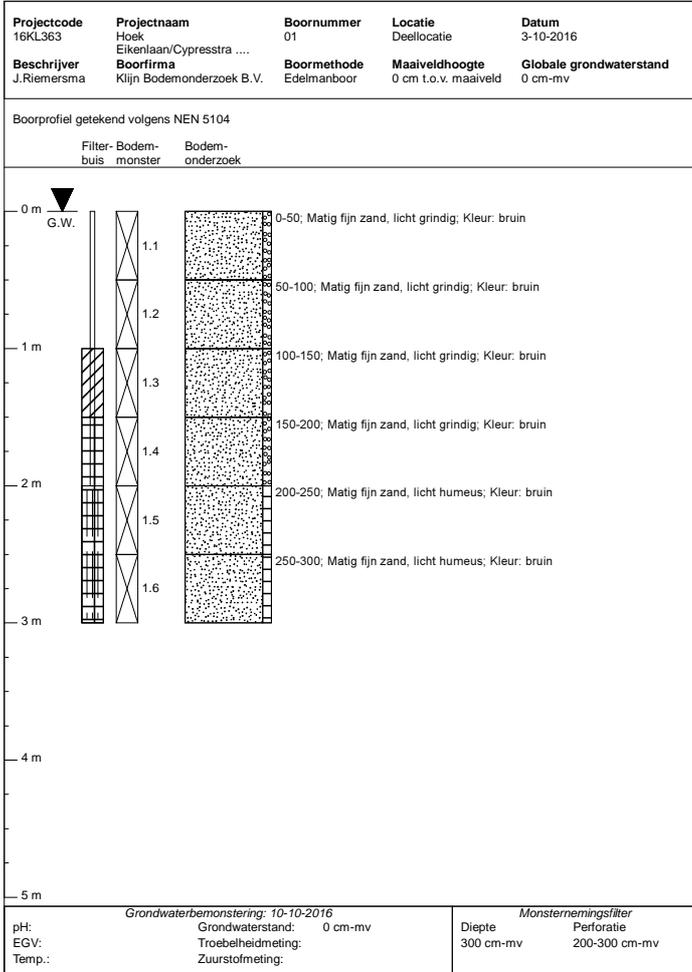 Projectcode Projectnaam Boornummer Locatie Datum
16KL363 Hoek 01 Deellocatie 3-10-2016
Eikenlaan/Cypresstra ....
Beschrijver Boorfirma Boormethode Maaiveldhoogte Globale grondwaterstand
J.Riemersma Klijn Bodemonderzoek B.V. Edelmanboor 0 cm t.o.v. maaiveld 0 cm-mv
Boorprofiel getekend volgens NEN 5104
Filter- Bodem- Bodem-
buis monster onderzoek
0 m
G.W.
0-50; Matig fijn zand, licht grindig; Kleur: bruin
1.1
50-100; Matig fijn zand, licht grindig; Kleur: bruin
1.2
1 m
100-150; Matig fijn zand, licht grindig; Kleur: bruin
1.3
150-200; Matig fijn zand, licht grindig; Kleur: bruin
1.4
2 m
200-250; Matig fijn zand, licht humeus; Kleur: bruin
1.5
250-300; Matig fijn zand, licht humeus; Kleur: bruin
1.6
3 m
4 m
5 m
Grondwaterbemonstering: 10-10-2016 Monsternemingsfilter
pH: Grondwaterstand: 0 cm-mv Diepte Perforatie
EGV: Troebelheidmeting: 300 cm-mv 200-300 cm-mv
Temp.: Zuurstofmeting: